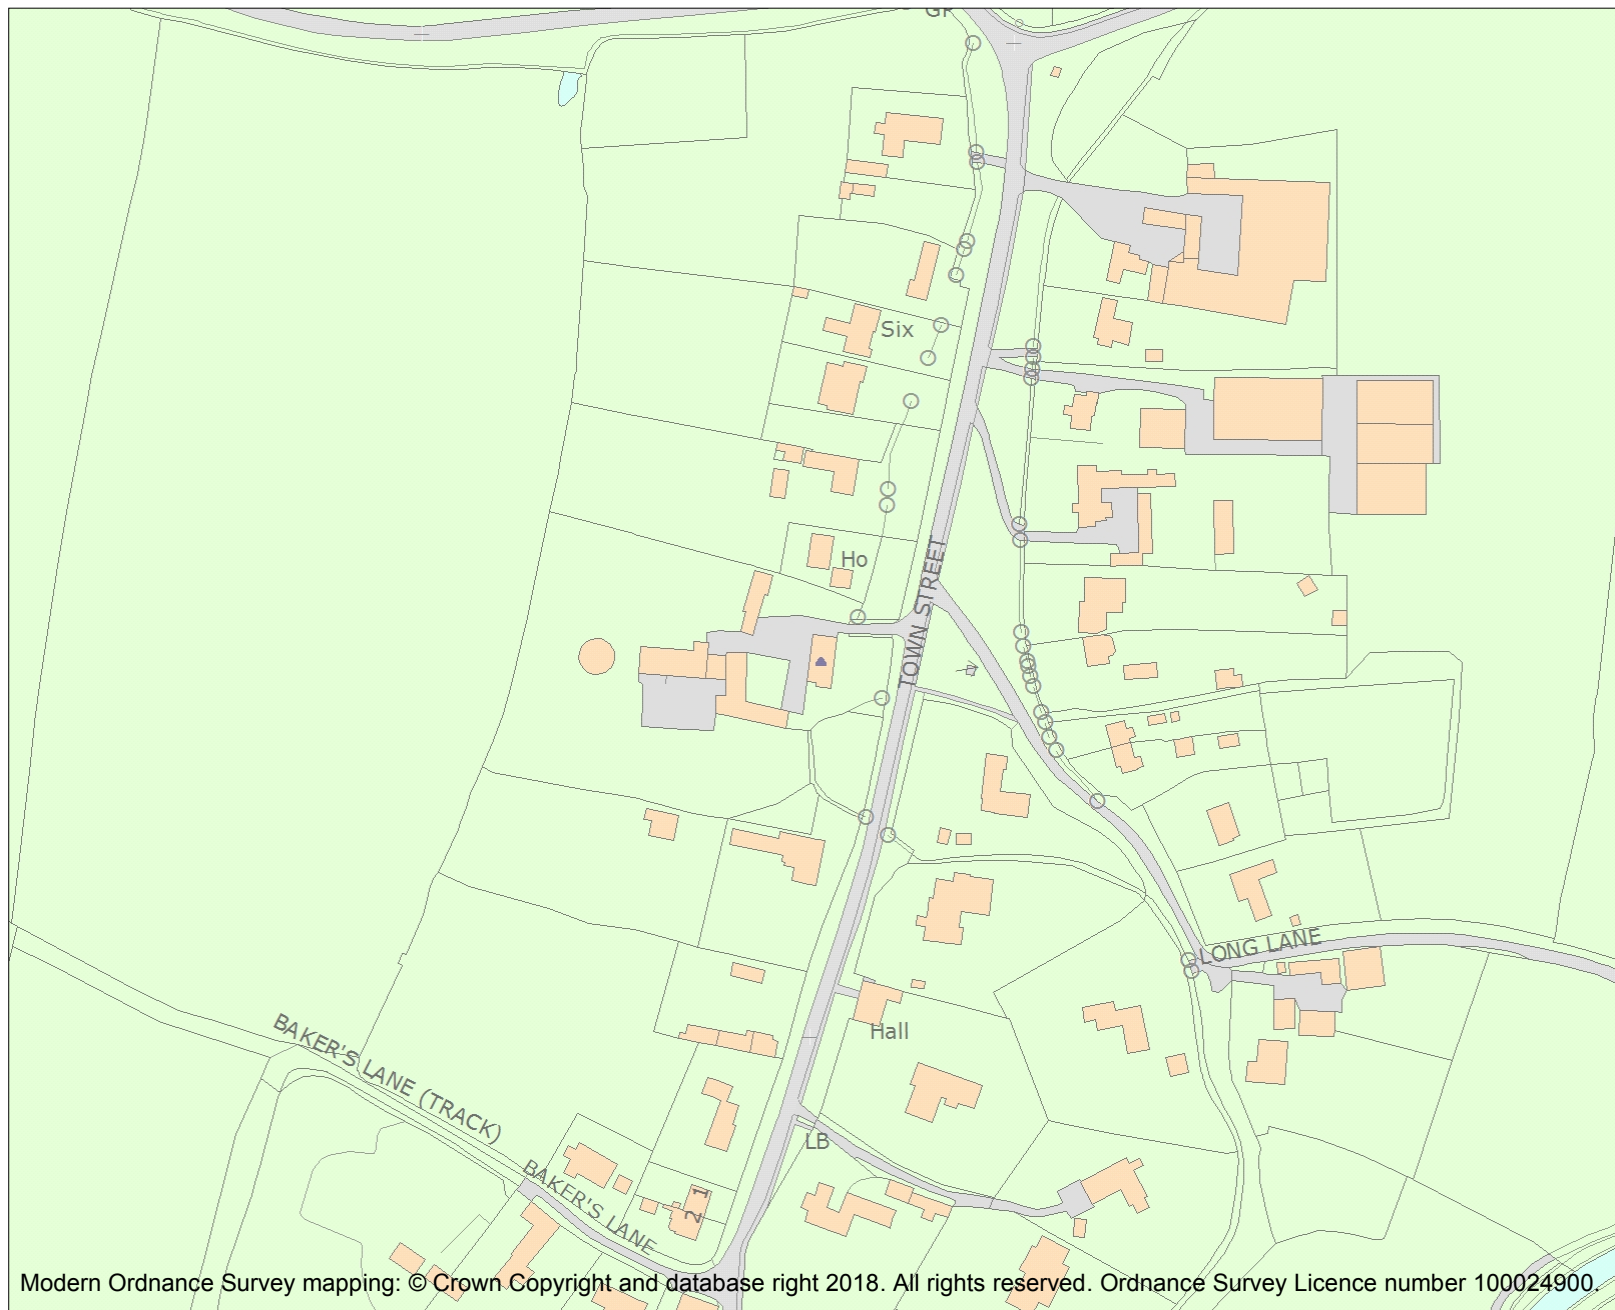 GP
Six
Ho
TOWN STREET
LONG LANE
Hall
BAKER'S LANE (TRACK)
LB
BAKER'S LANE
1
2
Modern Ordnance Survey mapping: © Crown Copyright and database right 2018. All rights reserved. Ordnance Survey Licence number 100024900.